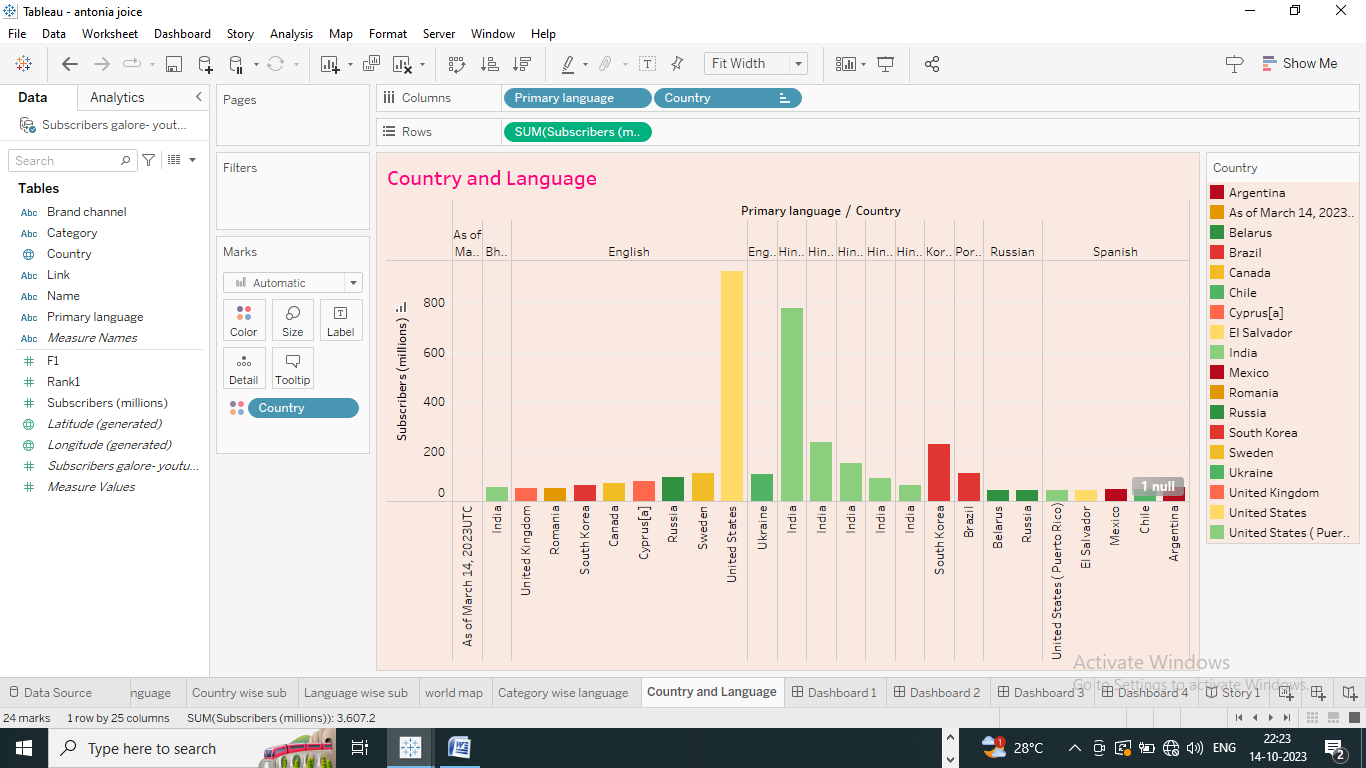 Tableau - antonia joice
File Data Worksheet Dashboard Story Analysis Map Format Server Window Help
Fit Width
Show Me
Data Analytics
Subscribers galore- yout...
Search
Tables
Abc Brand channel
Abc Category
Country
Abc Link
Abc Name
Abc Primary language
Abc Measure Names
# F1
# Rank1
# Subscribers (millions)
Latitude (generated)
Longitude (generated)
# Subscribers galore- youtu...
# Measure Values
Pages
Filters
Marks
Automatic
Color Size Label
Detail Tooltip
Country
Columns Primary language Country
Rows SUM(Subscribers (m..
Country and Language
Primary language / Country
As of
Ma.. Bh.. English Eng.. Hin.. Hin.. Hin.. Hin.. Hin.. Kor.. Por.. Russian Spanish
Subscribers (millions)
800
600
400
200
0
1 null
As of March 14, 2023UTC
India
United Kingdom
Romania
South Korea
Canada
Cyprus[a]
Russia
Sweden
United States
Ukraine
India
India
India
India
India
South Korea
Brazil
Belarus
Russia
United States ( Puerto Rico)
El Salvador
Mexico
Chile
Argentina
Country
Argentina
As of March 14, 2023..
Belarus
Brazil
Canada
Chile
Cyprus[a]
El Salvador
India
Mexico
Romania
Russia
South Korea
Sweden
Ukraine
United Kingdom
United States
United States ( Puer..
Activate Windows
Go to Settings to activate Windows.
Data Source nguage Country wise sub Language wise sub world map Category wise language Country and Language Dashboard 1 Dashboard 2 Dashboard 3 Dashboard 4 Story 1
24 marks 1 row by 25 columns SUM(Subscribers (millions)): 3,607.2
Type here to search
1 28°C ENG 22:23
14-10-2023 2